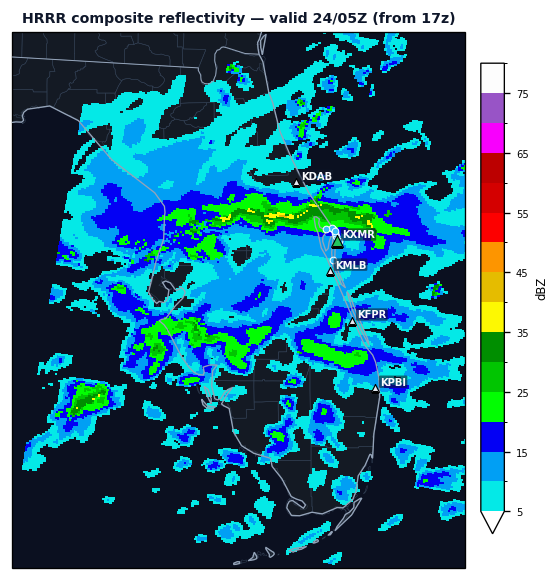 HRRR composite reflectivity — valid 24/05Z (from 17z)
KDAB
KXMR
KMLB
KFPR
KPBI
75
65
55
45
35
25
15
5
dBZ